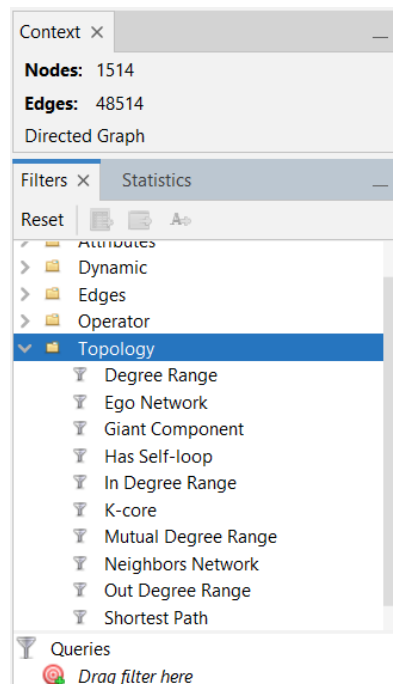 Context
Nodes: 1514
Edges: 48514
Directed Graph
Filters Statistics
Reset
Attributes
Dynamic
Edges
Operator
Topology
Degree Range
Ego Network
Giant Component
Has Self-loop
In Degree Range
K-core
Mutual Degree Range
Neighbors Network
Out Degree Range
Shortest Path
Queries
Drag filter here